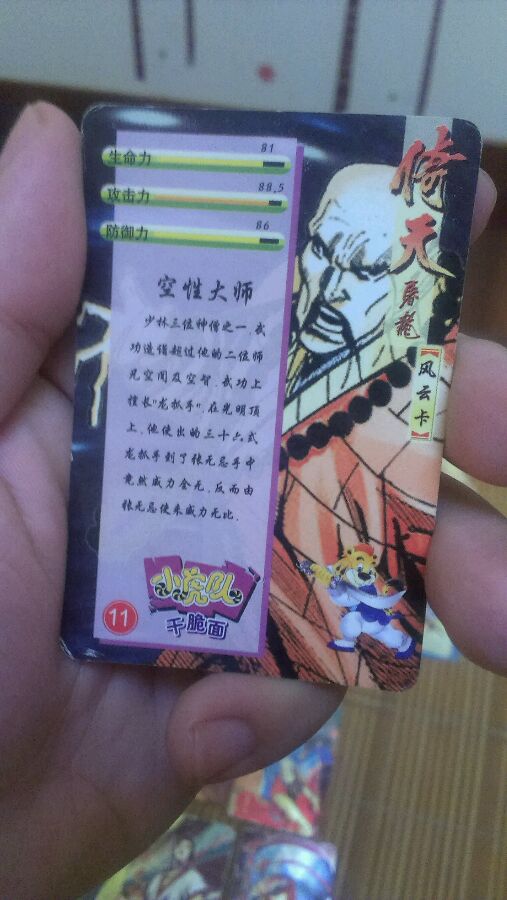 生命力 81
攻击力 88.5
防御力 86
空性大师
少林三位神僧之一.武
功造诣超过他的二位师
兄空闻及空智.武功上
擅长"龙抓手".在光明顶
上.他使出的三十六式
龙抓手到了张无忌手中
竟然威力全无.反而由
张无忌使来威力无比.
小虎队
干脆面
11
倚天
屠龙
风云卡